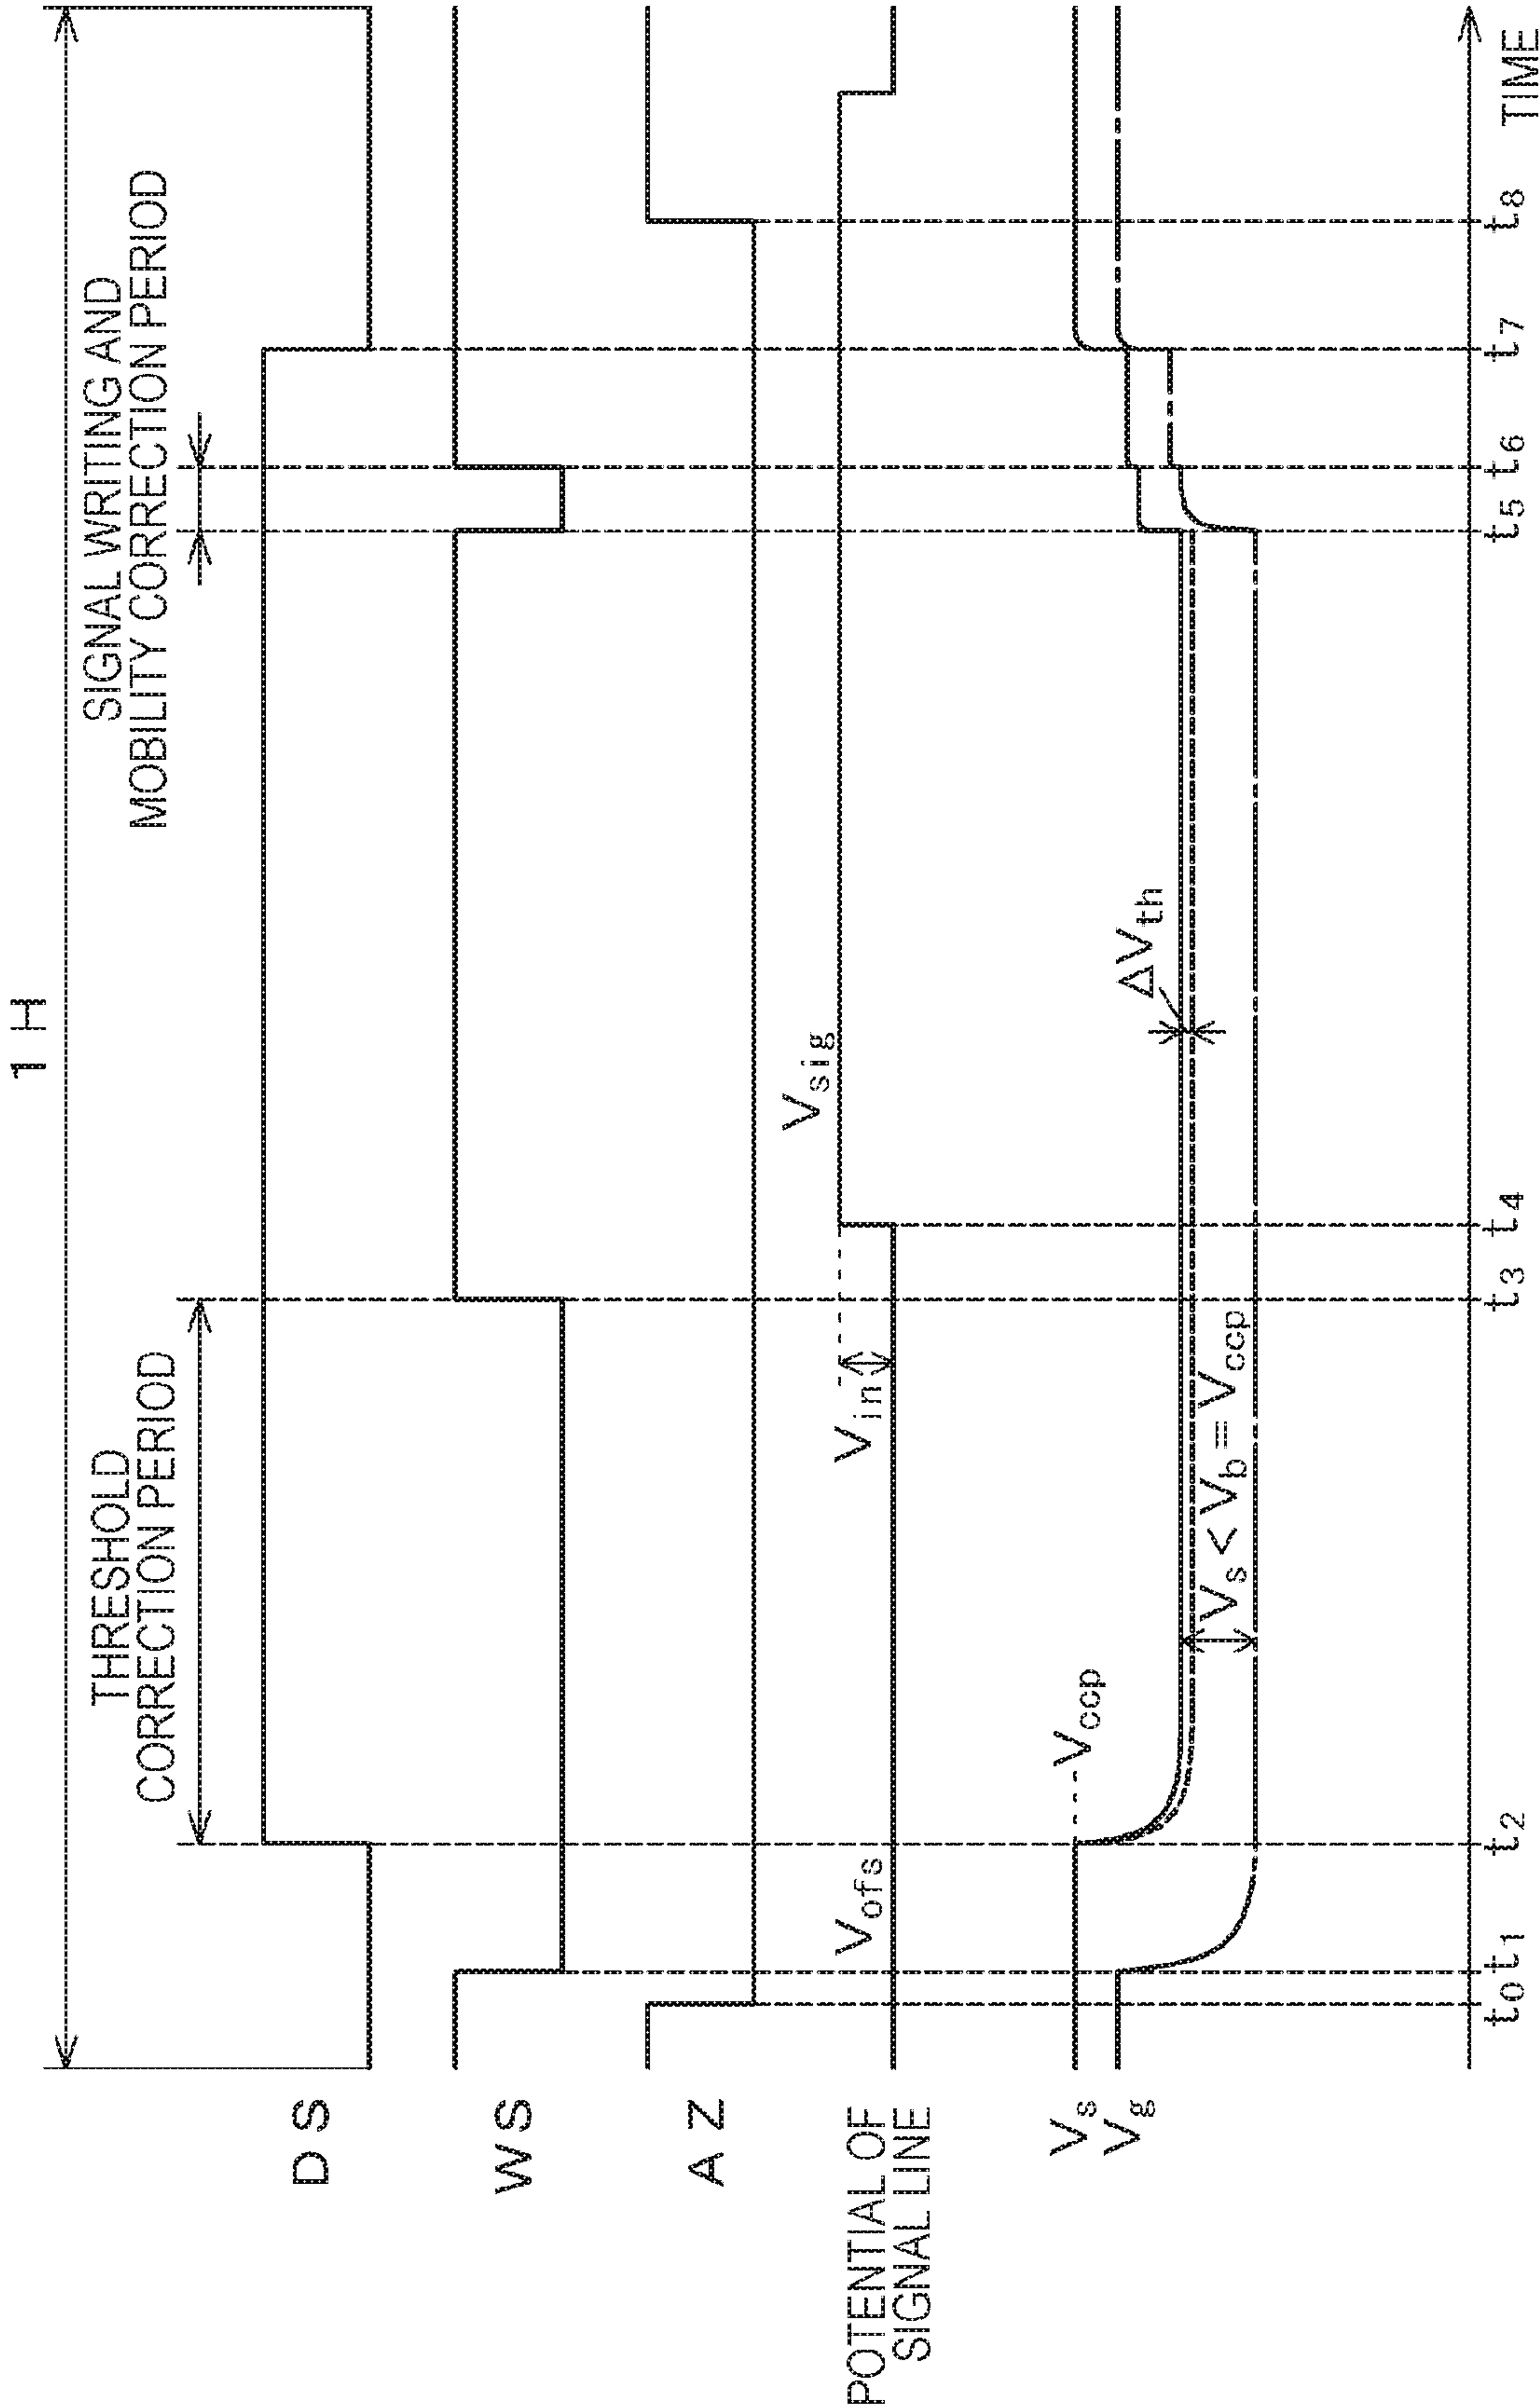 1 H
THRESHOLD
CORRECTION PERIOD
SIGNAL WRITING AND
MOBILITY CORRECTION PERIOD
DS
WS
AZ
POTENTIAL OF
SIGNAL LINE
Vofs
Vin
Vsig
Vs
Vg
Vccp
ΔVth
Vs < Vb = Vccp
t0 t1 t2 t3 t4 t5 t6 t7 t8
TIME